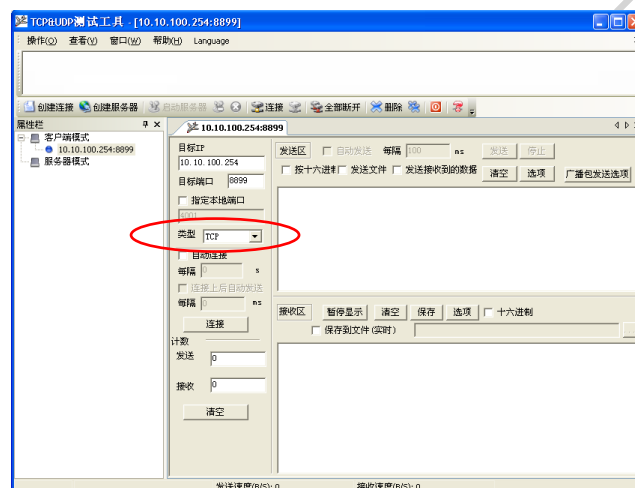 TCP&UDP测试工具 - [10.10.100.254:8899]
操作(O) 查看(V) 窗口(W) 帮助(H) Language
创建连接 创建服务器 启动服务器 连接 全部断开 删除
属性栏
客户端模式
10.10.100.254:8899
服务器模式
10.10.100.254:8899
目标IP
10.10.100.254
目标端口 8899
指定本地端口
4001
类型 TCP
自动连接
每隔 0 s
连接上后自动发送
每隔 0 ms
连接
计数
发送 0
接收 0
清空
发送区 自动发送 每隔 100 ms 发送 停止
按十六进制 发送文件 发送接收到的数据 清空 选项 广播包发送选项
接收区 暂停显示 清空 保存 选项 十六进制
保存到文件(实时)
发送速度(B/S): 0 接收速度(B/S): 0